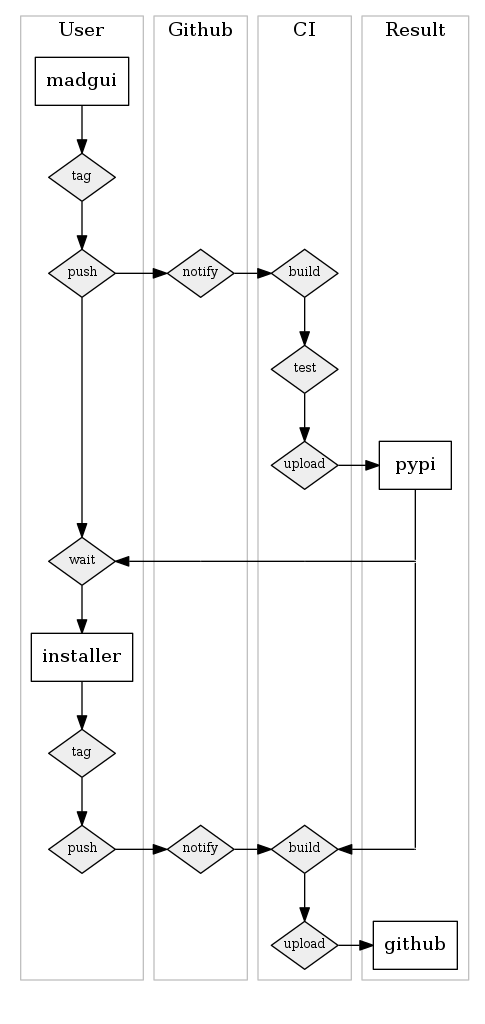 User
Github
CI
Result
madgui
tag
push
notify
build
test
upload
pypi
wait
installer
tag
push
notify
build
upload
github